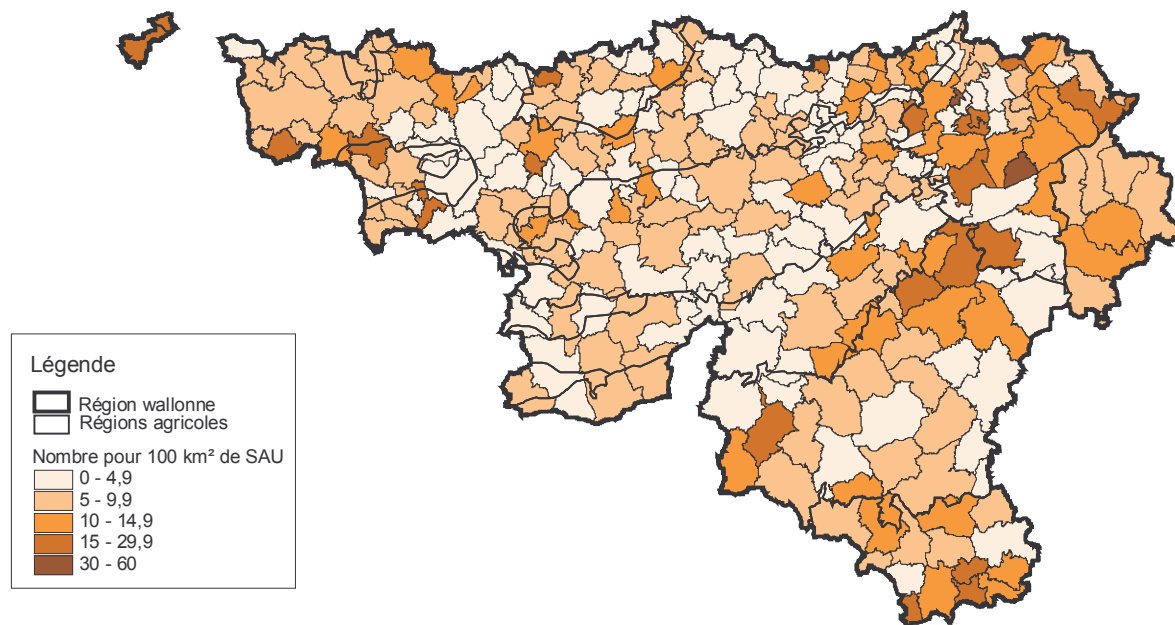 Légende
Région wallonne
Régions agricoles
Nombre pour 100 km² de SAU
0 - 4,9
5 - 9,9
10 - 14,9
15 - 29,9
30 - 60